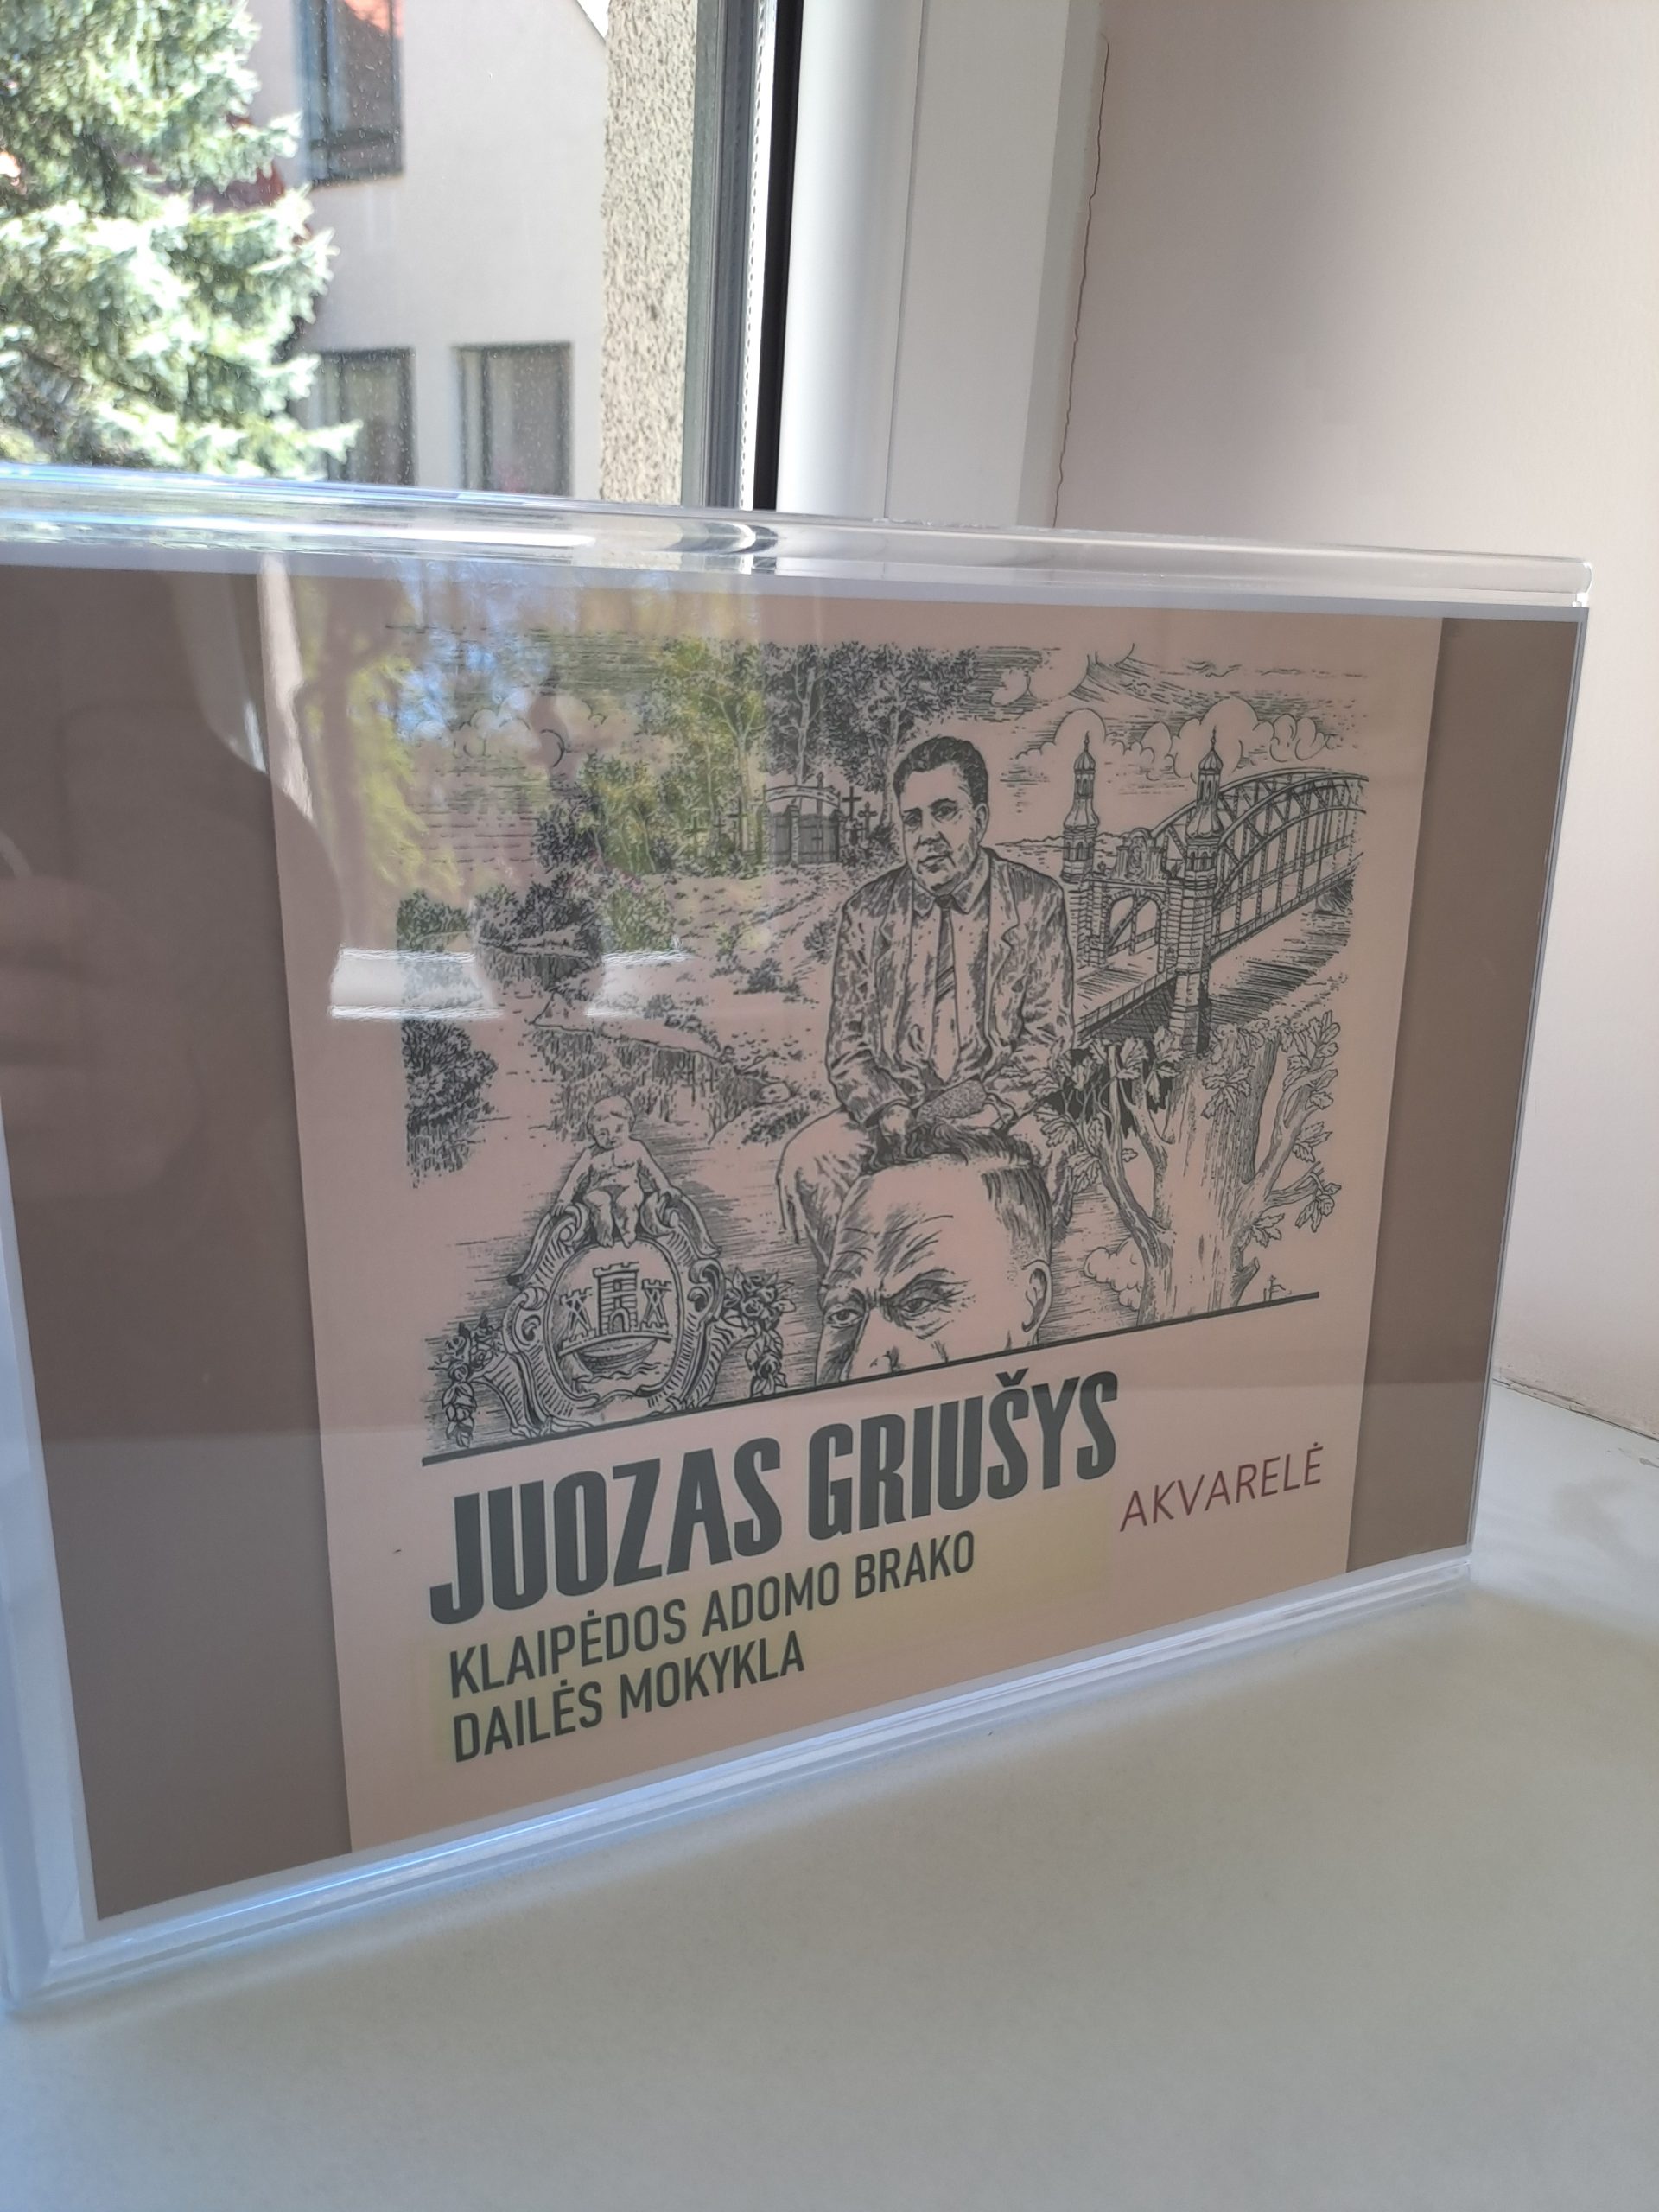 JUOZAS GRIUŠYS
AKVARELĖ
KLAIPĖDOS ADOMO BRAKO
DAILĖS MOKYKLA